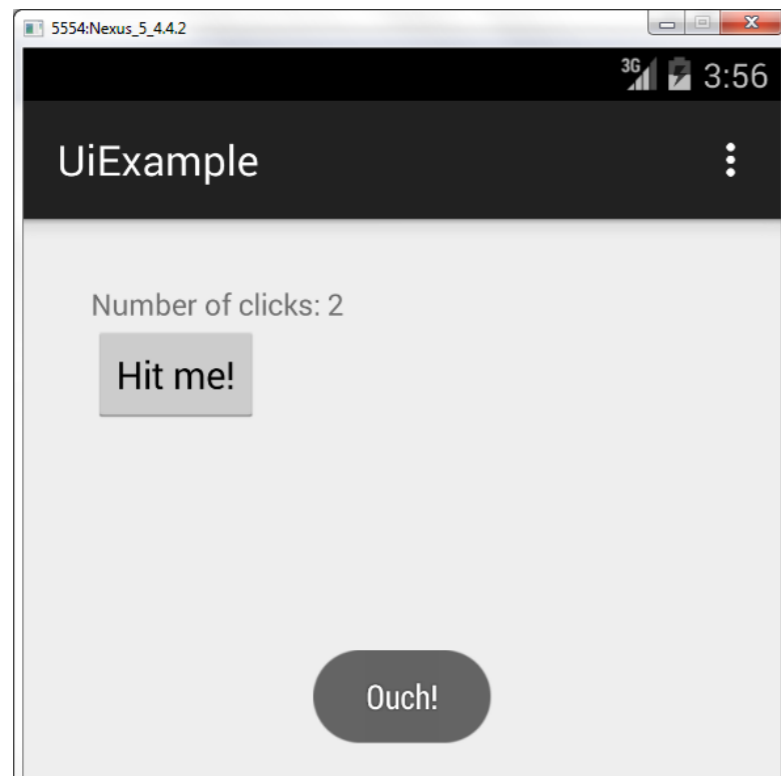 5554:Nexus_5_4.4.2
3G 3:56
UiExample
Number of clicks: 2
Hit me!
Ouch!